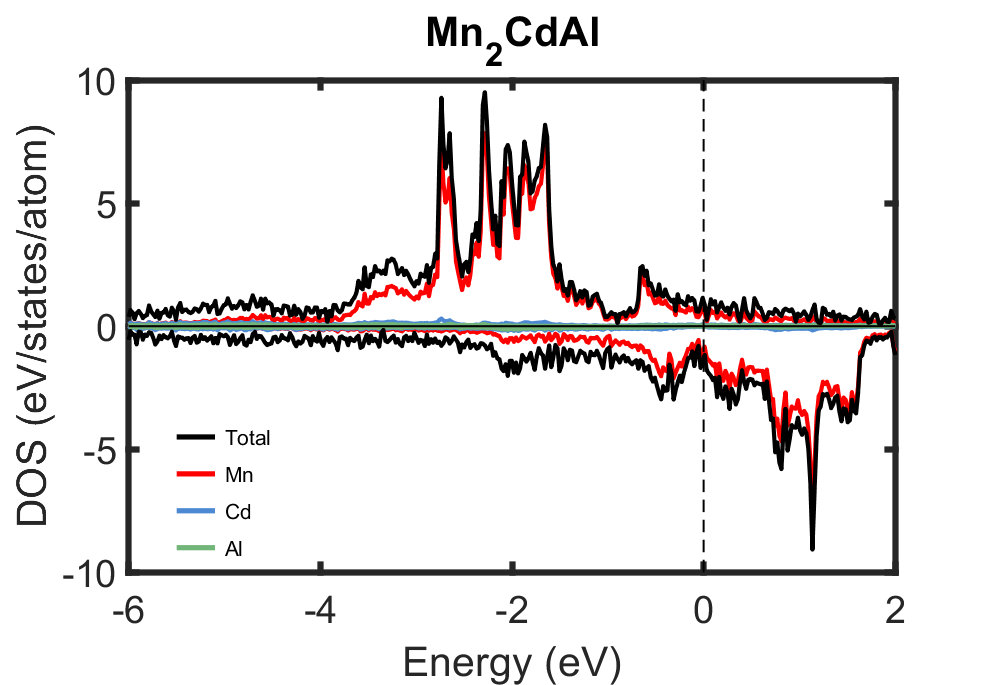 Mn2CdAl
DOS (eV/states/atom)
10
5
0
-5
-10
Total
Mn
Cd
Al
-6
-4
-2
0
2
Energy (eV)